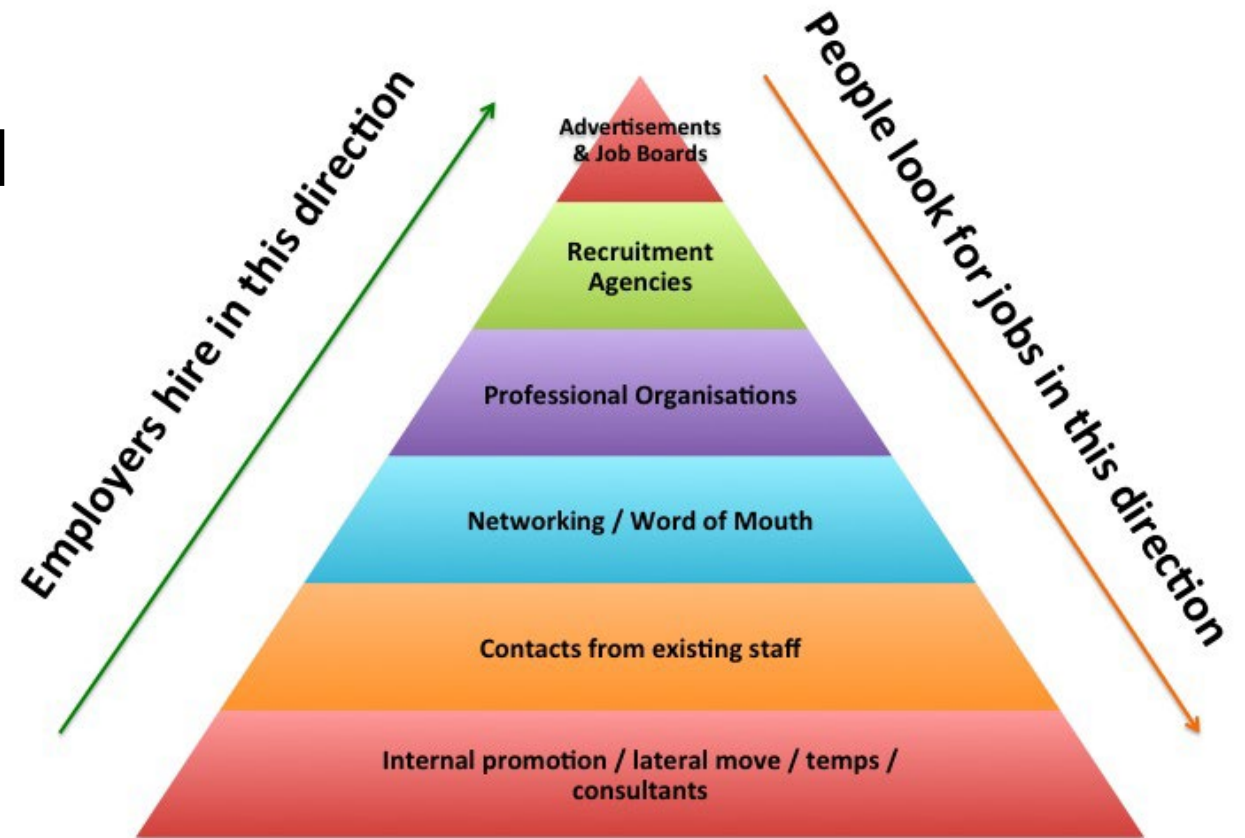 Employers hire in this direction
People look for jobs in this direction
Advertisements
& Job Boards
Recruitment
Agencies
Professional Organisations
Networking / Word of Mouth
Contacts from existing staff
Internal promotion / lateral move / temps /
consultants